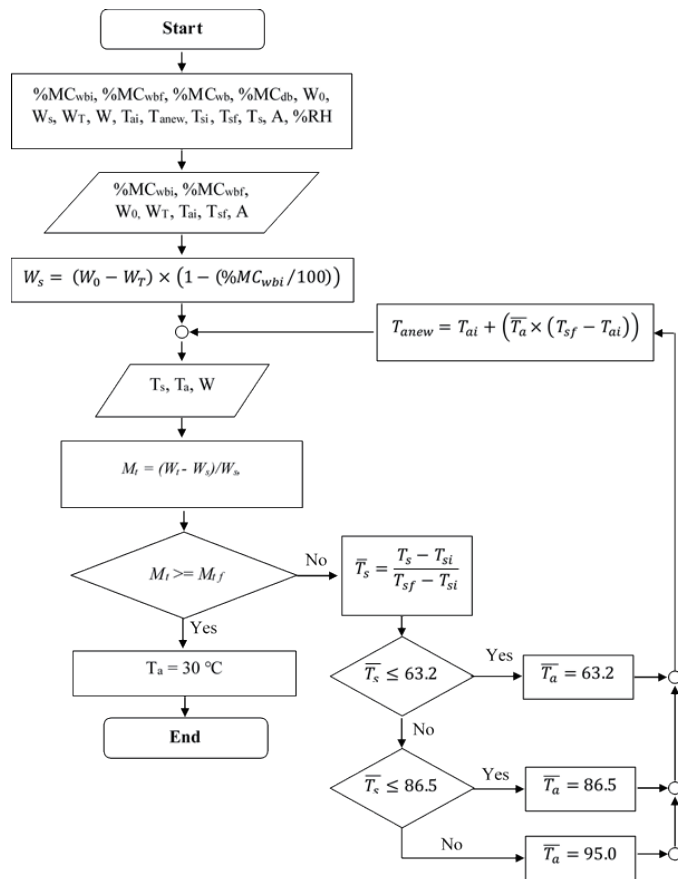 Start
%MCwbi, %MCwbf, %MCwb, %MCdb, W0,
Ws, WT, W, Tai, Tanew, Tsi, Tsf, Ts, A, %RH
%MCwbi, %MCwbf,
W0, WT, Tai, Tsf, A
Ws = (W0 − WT) × (1 − (%MCwbi/100))
Tanew = Tai + (T̅a × (Tsf − Tai))
Ts, Ta, W
Mt = (Wt - Ws)/Ws,
Mt >= Mtf
No
T̅s = (Ts − Tsi)/(Tsf − Tsi)
Yes
Ta = 30 °C
End
T̅s ≤ 63.2
Yes
T̅a = 63.2
No
T̅s ≤ 86.5
Yes
T̅a = 86.5
No
T̅a = 95.0